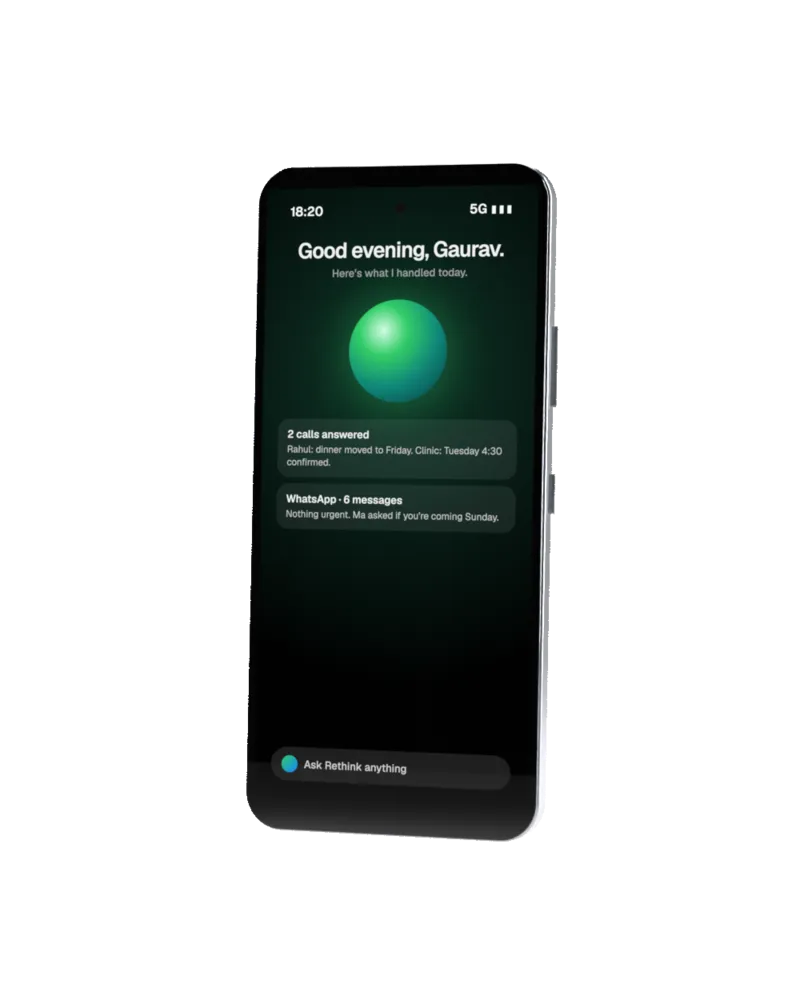 18:20
5G
Good evening, Gaurav.
Here's what I handled today.
2 calls answered
Rahul: dinner moved to Friday. Clinic: Tuesday 4:30
confirmed.
WhatsApp · 6 messages
Nothing urgent. Ma asked if you're coming Sunday.
Ask Rethink anything